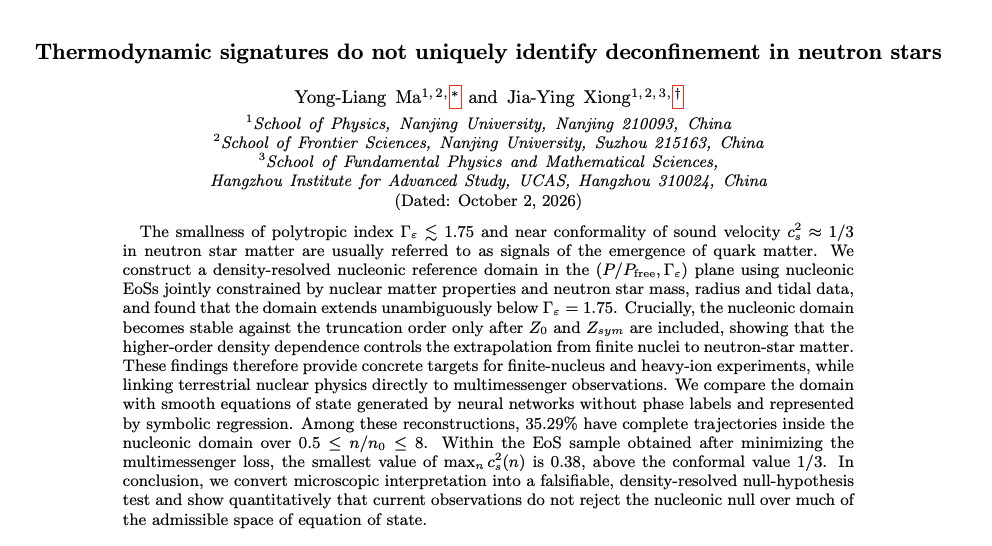 Thermodynamic signatures do not uniquely identify deconfinement in neutron stars
Yong-Liang Ma1, 2, * and Jia-Ying Xiong1, 2, 3, †
1School of Physics, Nanjing University, Nanjing 210093, China
2School of Frontier Sciences, Nanjing University, Suzhou 215163, China
3School of Fundamental Physics and Mathematical Sciences,
Hangzhou Institute for Advanced Study, UCAS, Hangzhou 310024, China
(Dated: October 2, 2026)
The smallness of polytropic index Γε ≲ 1.75 and near conformality of sound velocity c_s^2 ≈ 1/3
in neutron star matter are usually referred to as signals of the emergence of quark matter. We
construct a density-resolved nucleonic reference domain in the (P/Pfree, Γε) plane using nucleonic
EoSs jointly constrained by nuclear matter properties and neutron star mass, radius and tidal data,
and found that the domain extends unambiguously below Γε = 1.75. Crucially, the nucleonic domain
becomes stable against the truncation order only after Z0 and Zsym are included, showing that the
higher-order density dependence controls the extrapolation from finite nuclei to neutron-star matter.
These findings therefore provide concrete targets for finite-nucleus and heavy-ion experiments, while
linking terrestrial nuclear physics directly to multimessenger observations. We compare the domain
with smooth equations of state generated by neural networks without phase labels and represented
by symbolic regression. Among these reconstructions, 35.29% have complete trajectories inside the
nucleonic domain over 0.5 ≤ n/n0 ≤ 8. Within the EoS sample obtained after minimizing the
multimessenger loss, the smallest value of maxn c_s^2(n) is 0.38, above the conformal value 1/3. In
conclusion, we convert microscopic interpretation into a falsifiable, density-resolved null-hypothesis
test and show quantitatively that current observations do not reject the nucleonic null over much of
the admissible space of equation of state.